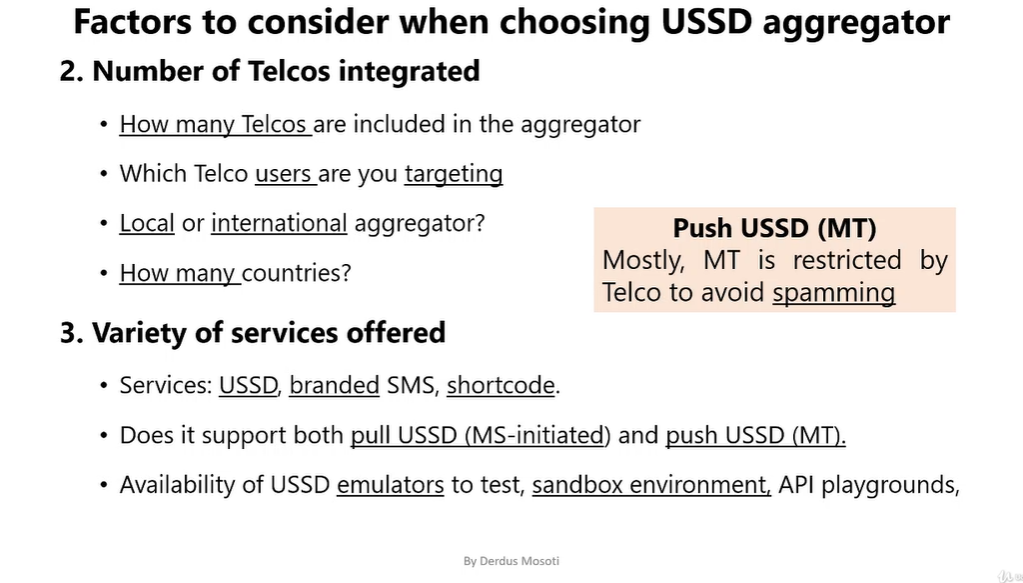 Factors to consider when choosing USSD aggregator
2. Number of Telcos integrated
• How many Telcos are included in the aggregator
• Which Telco users are you targeting
• Local or international aggregator?
• How many countries?
Push USSD (MT)
Mostly, MT is restricted by
Telco to avoid spamming
3. Variety of services offered
• Services: USSD, branded SMS, shortcode.
• Does it support both pull USSD (MS-initiated) and push USSD (MT).
• Availability of USSD emulators to test, sandbox environment, API playgrounds,
By Derdus Mosoti